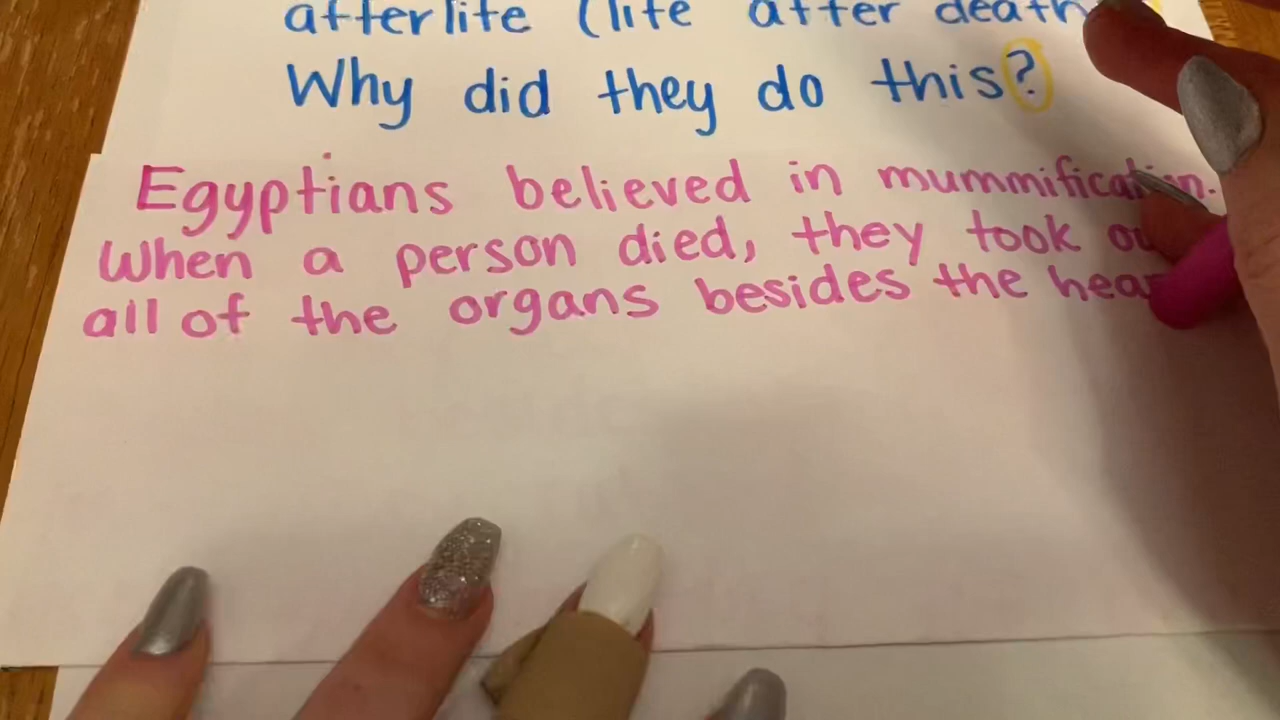 afterlife (life after death
Why did they do this?
Egyptians believed in mummification.
When a person died, they took
all of the organs besides the